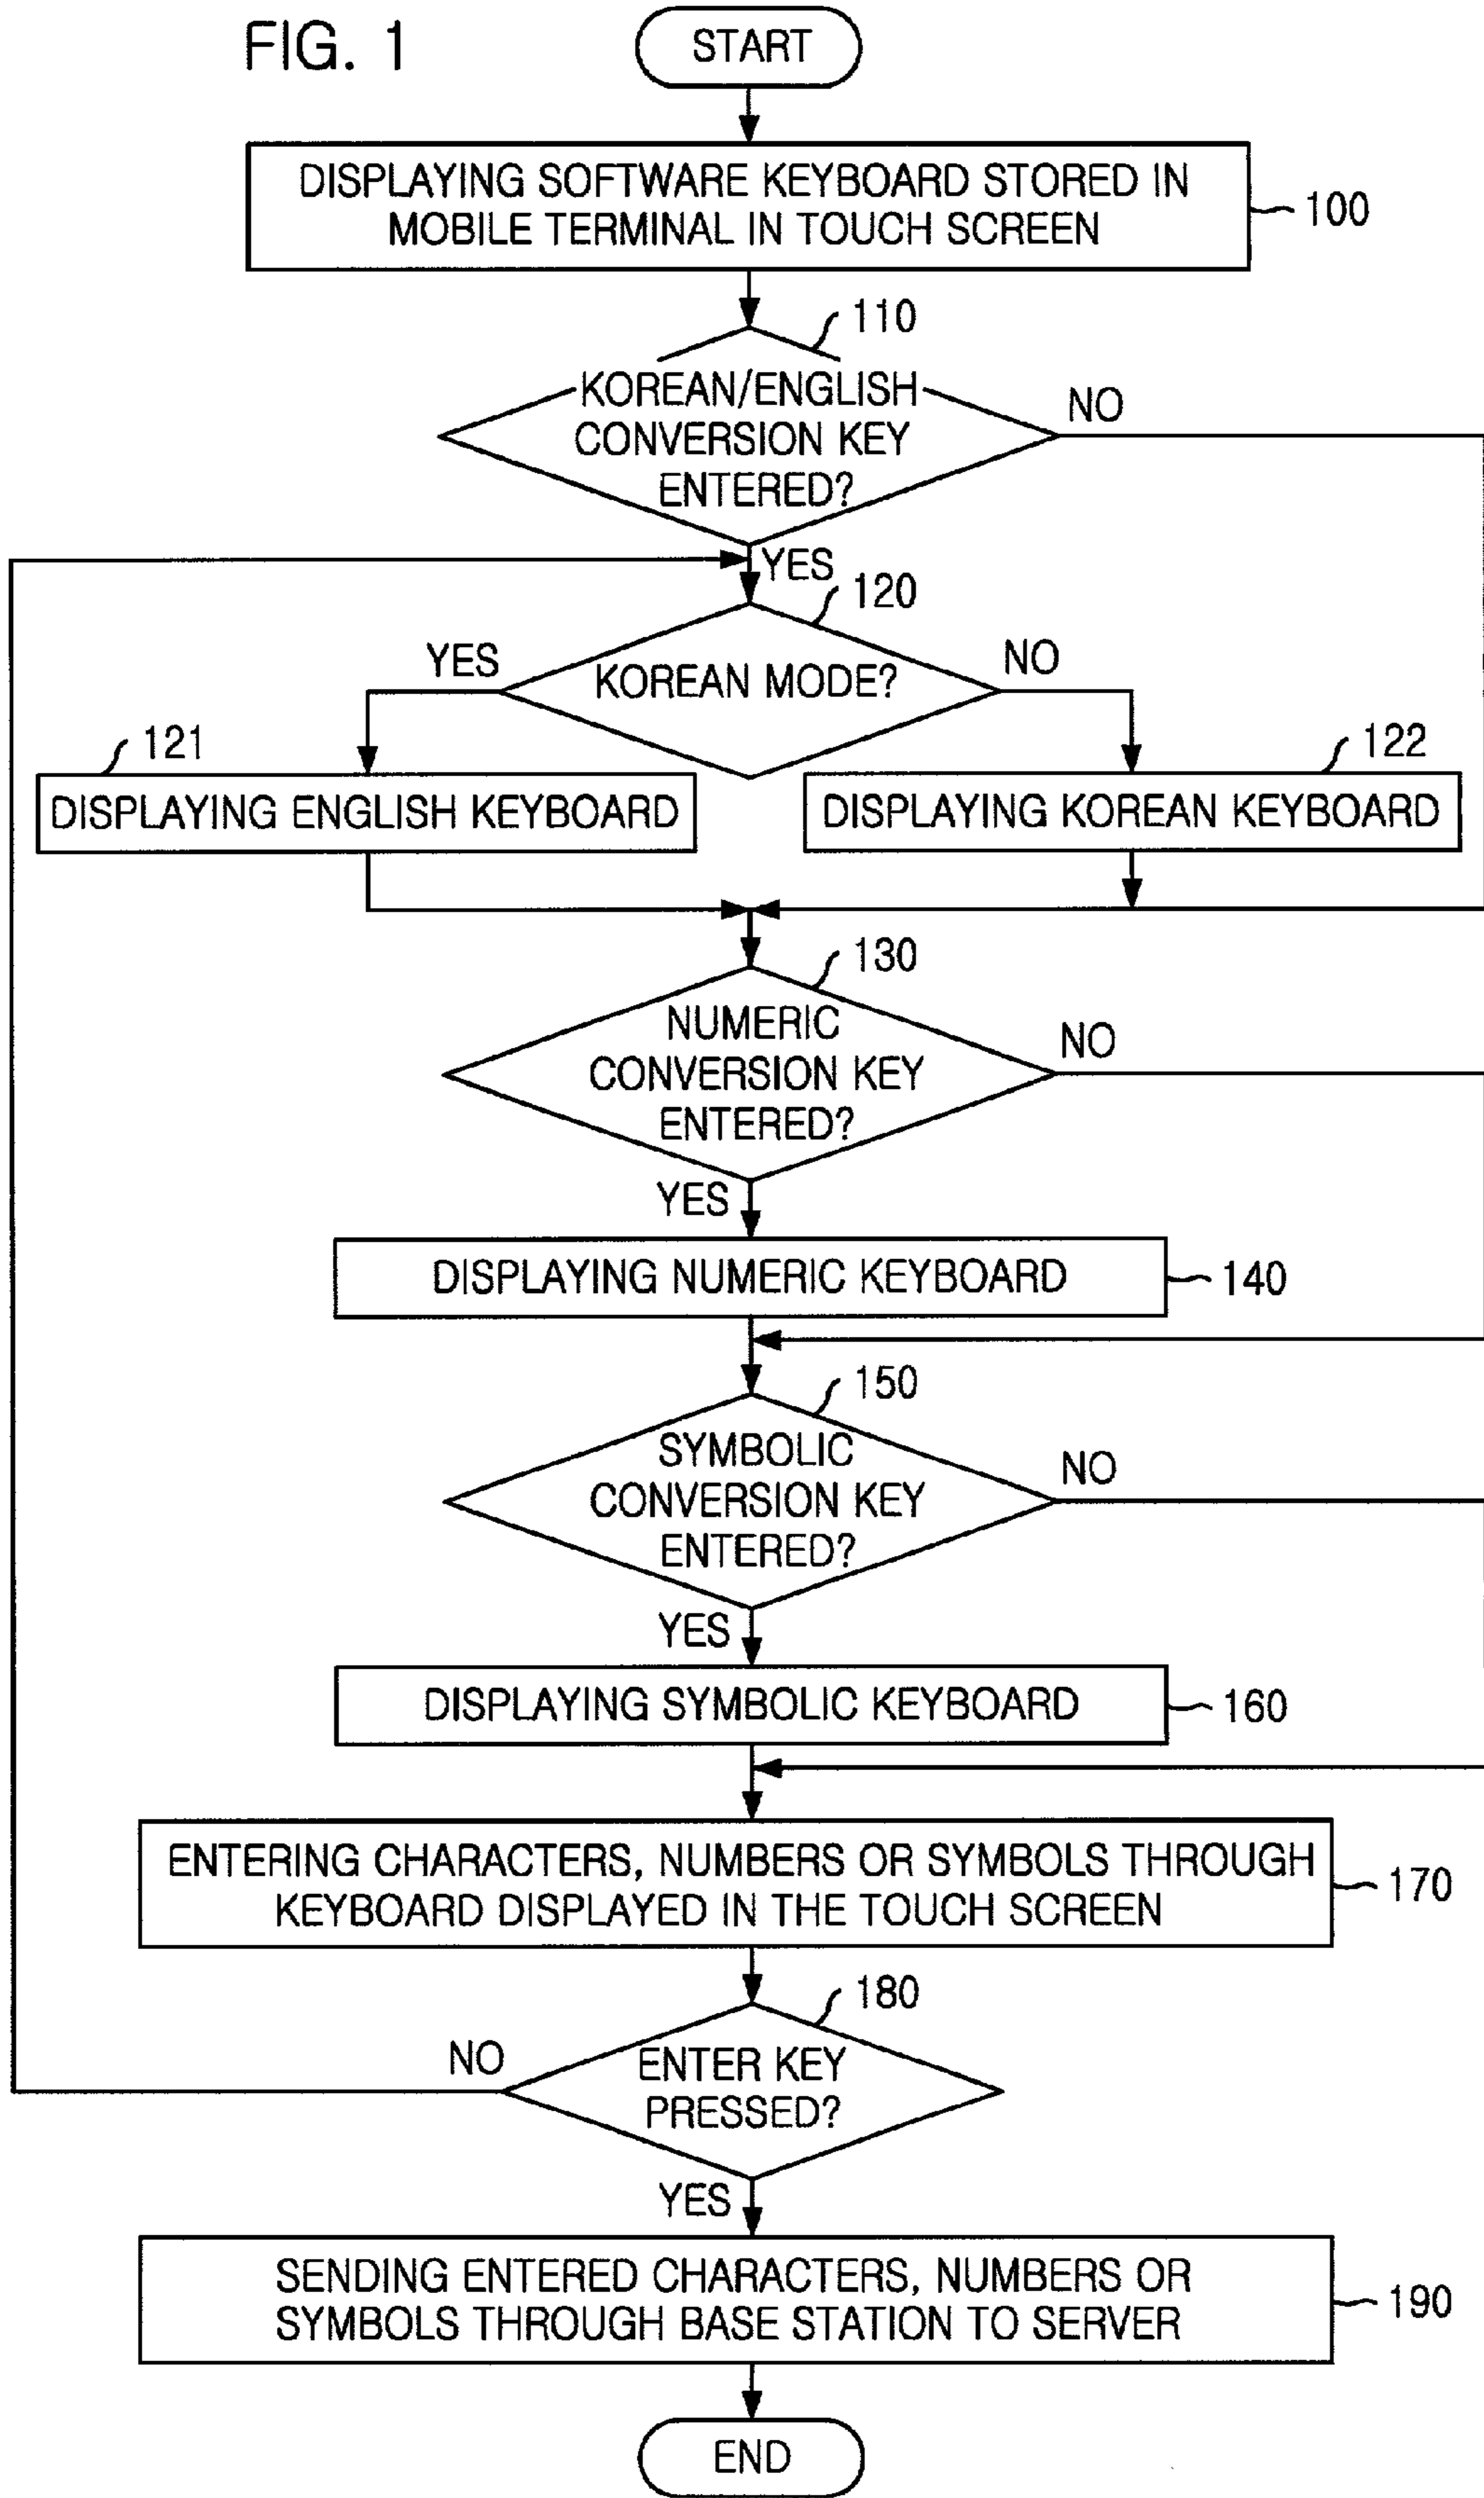 FIG. 1
START
DISPLAYING SOFTWARE KEYBOARD STORED IN
MOBILE TERMINAL IN TOUCH SCREEN
100
110
KOREAN/ENGLISH
CONVERSION KEY
ENTERED?
NO
YES
120
KOREAN MODE?
YES
NO
121
122
DISPLAYING ENGLISH KEYBOARD
DISPLAYING KOREAN KEYBOARD
130
NUMERIC
CONVERSION KEY
ENTERED?
NO
YES
DISPLAYING NUMERIC KEYBOARD
140
150
SYMBOLIC
CONVERSION KEY
ENTERED?
NO
YES
DISPLAYING SYMBOLIC KEYBOARD
160
ENTERING CHARACTERS, NUMBERS OR SYMBOLS THROUGH
KEYBOARD DISPLAYED IN THE TOUCH SCREEN
170
180
NO
ENTER KEY
PRESSED?
YES
SENDING ENTERED CHARACTERS, NUMBERS OR
SYMBOLS THROUGH BASE STATION TO SERVER
190
END